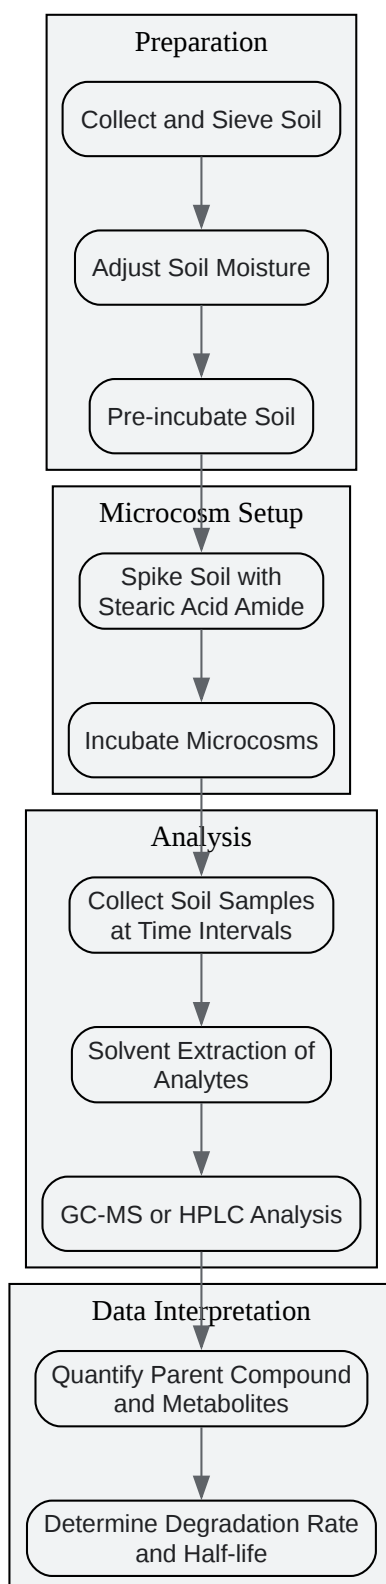 Preparation
Collect and Sieve Soil
Adjust Soil Moisture
Pre-incubate Soil
Microcosm Setup
Spike Soil with
Stearic Acid Amide
Incubate Microcosms
Analysis
Collect Soil Samples
at Time Intervals
Solvent Extraction of
Analytes
GC-MS or HPLC Analysis
Data Interpretation
Quantify Parent Compound
and Metabolites
Determine Degradation Rate
and Half-life